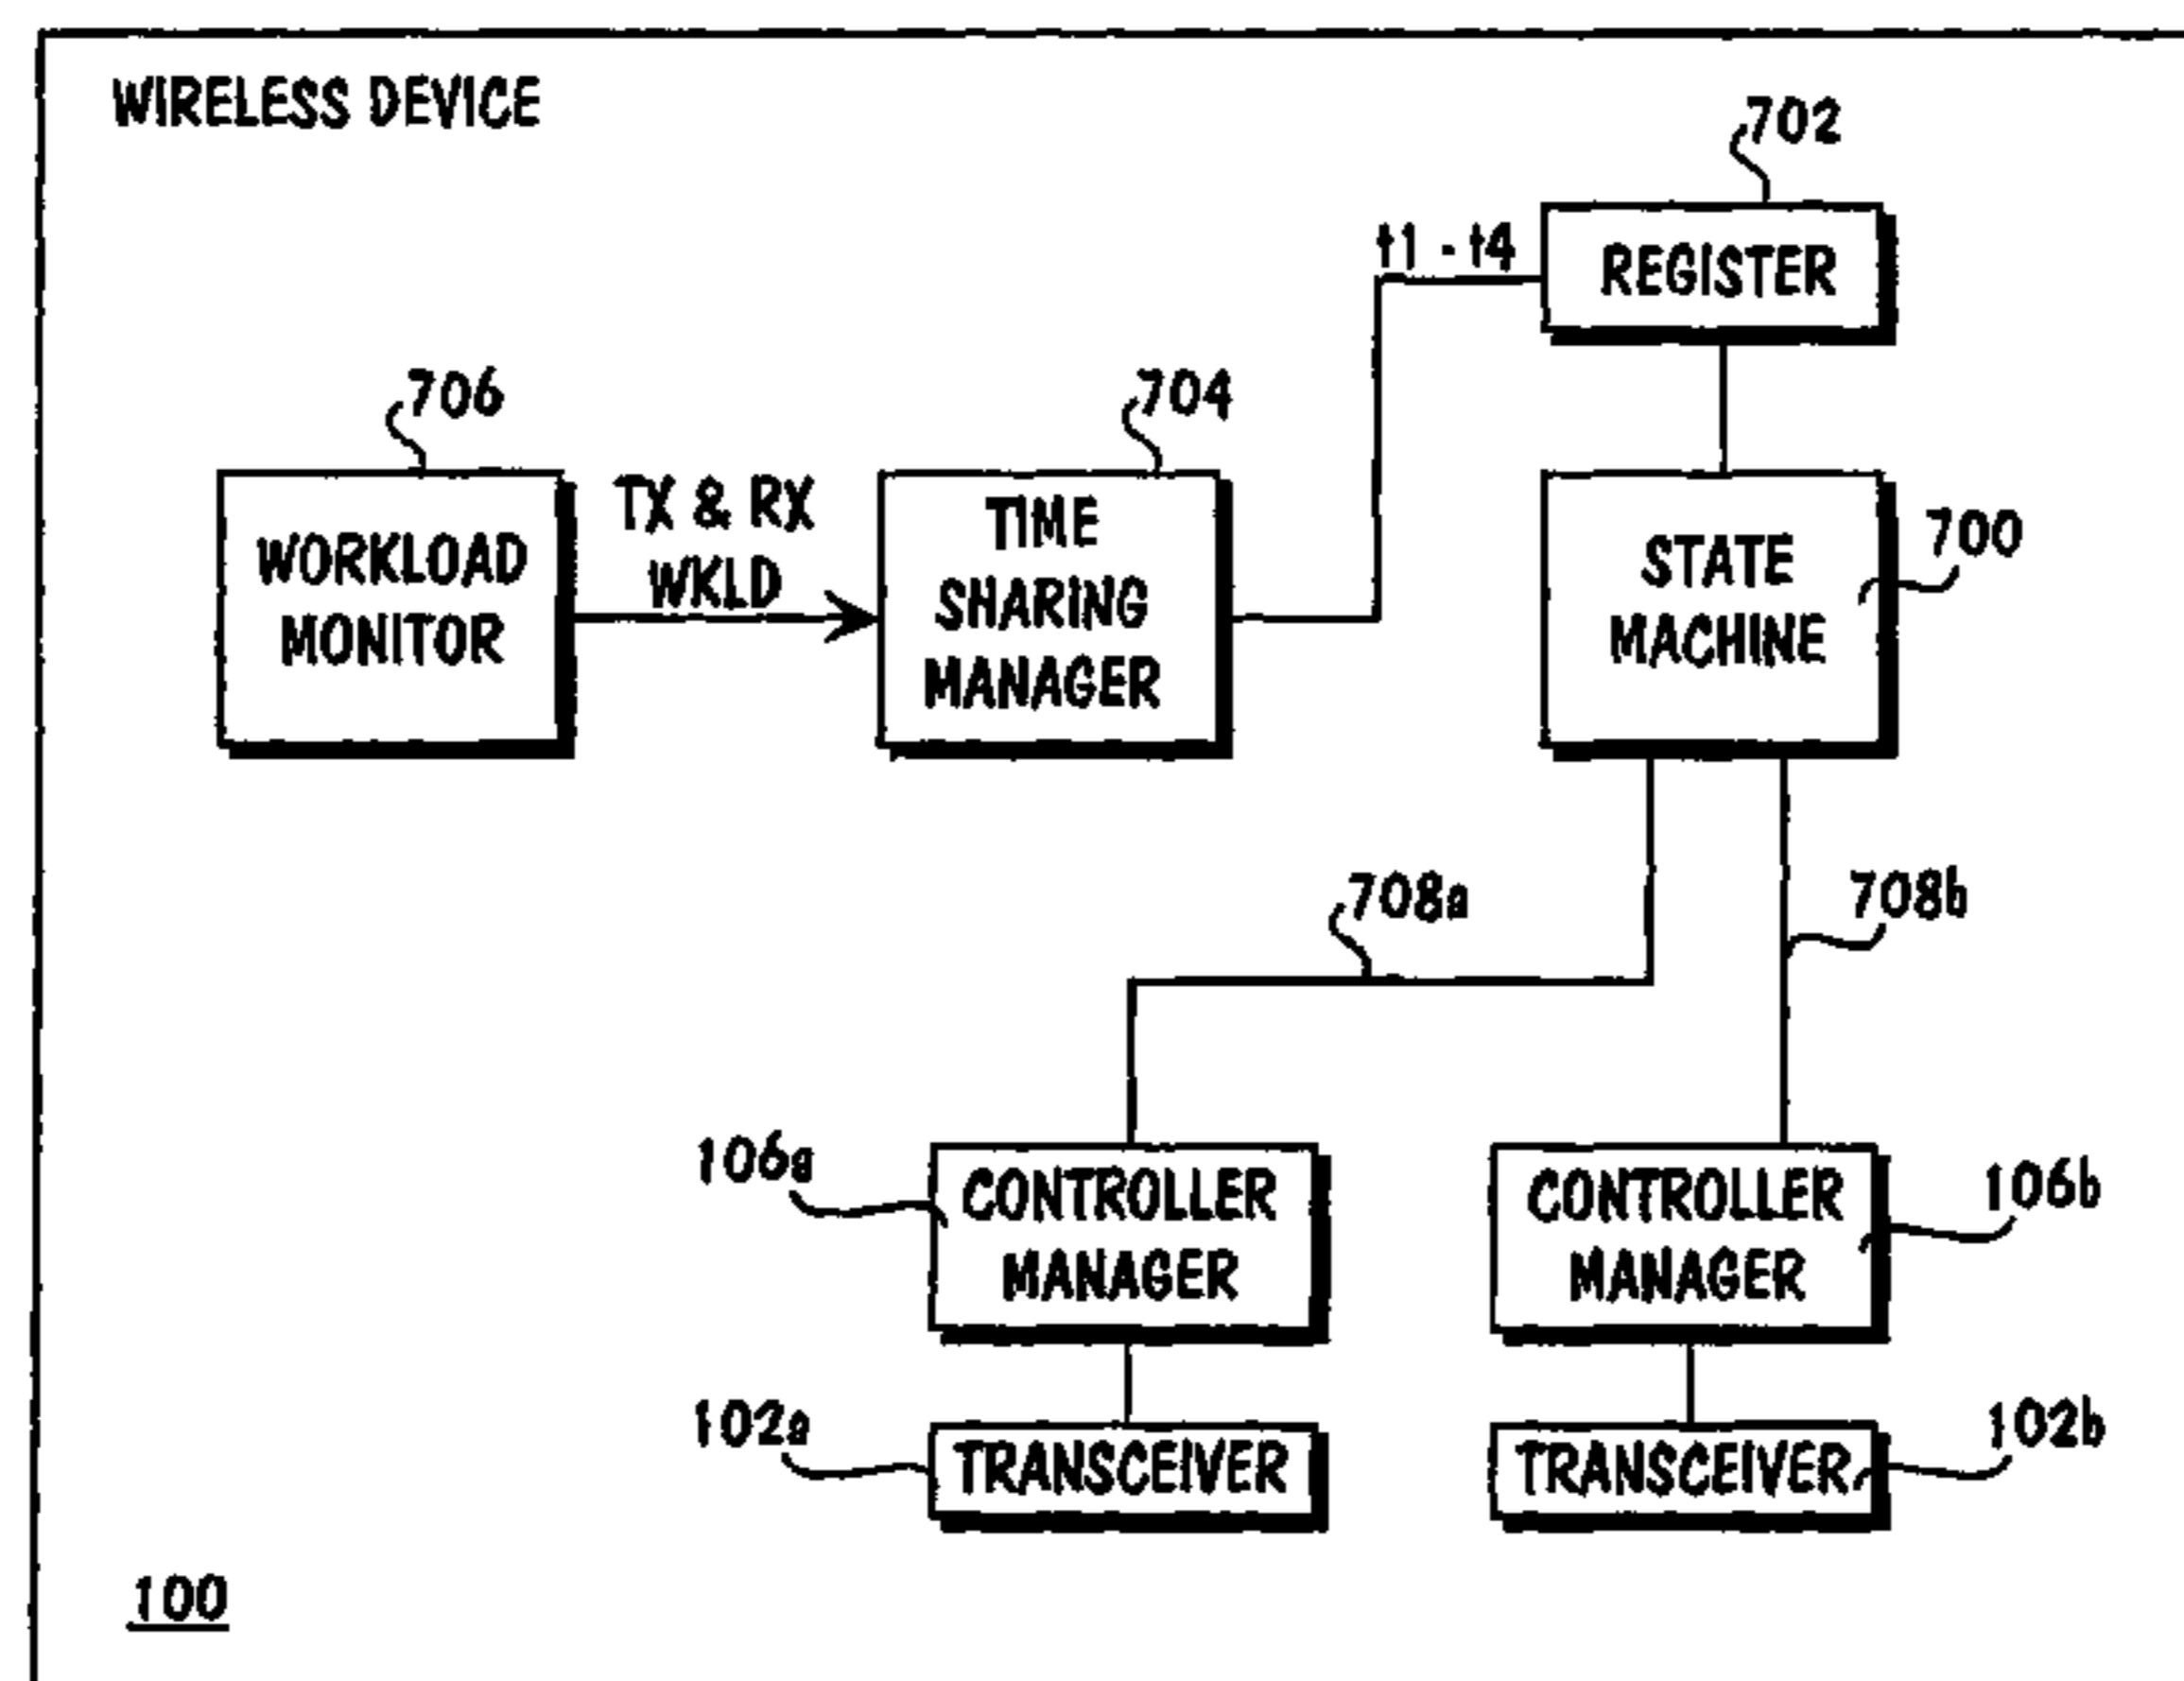 WIRELESS DEVICE
702
t1 - t4
REGISTER
706
704
WORKLOAD
MONITOR
TX & RX
WKLD
TIME
SHARING
MANAGER
STATE
MACHINE
700
708a
708b
106a
CONTROLLER
MANAGER
CONTROLLER
MANAGER
106b
102a
TRANSCEIVER
TRANSCEIVER
102b
100